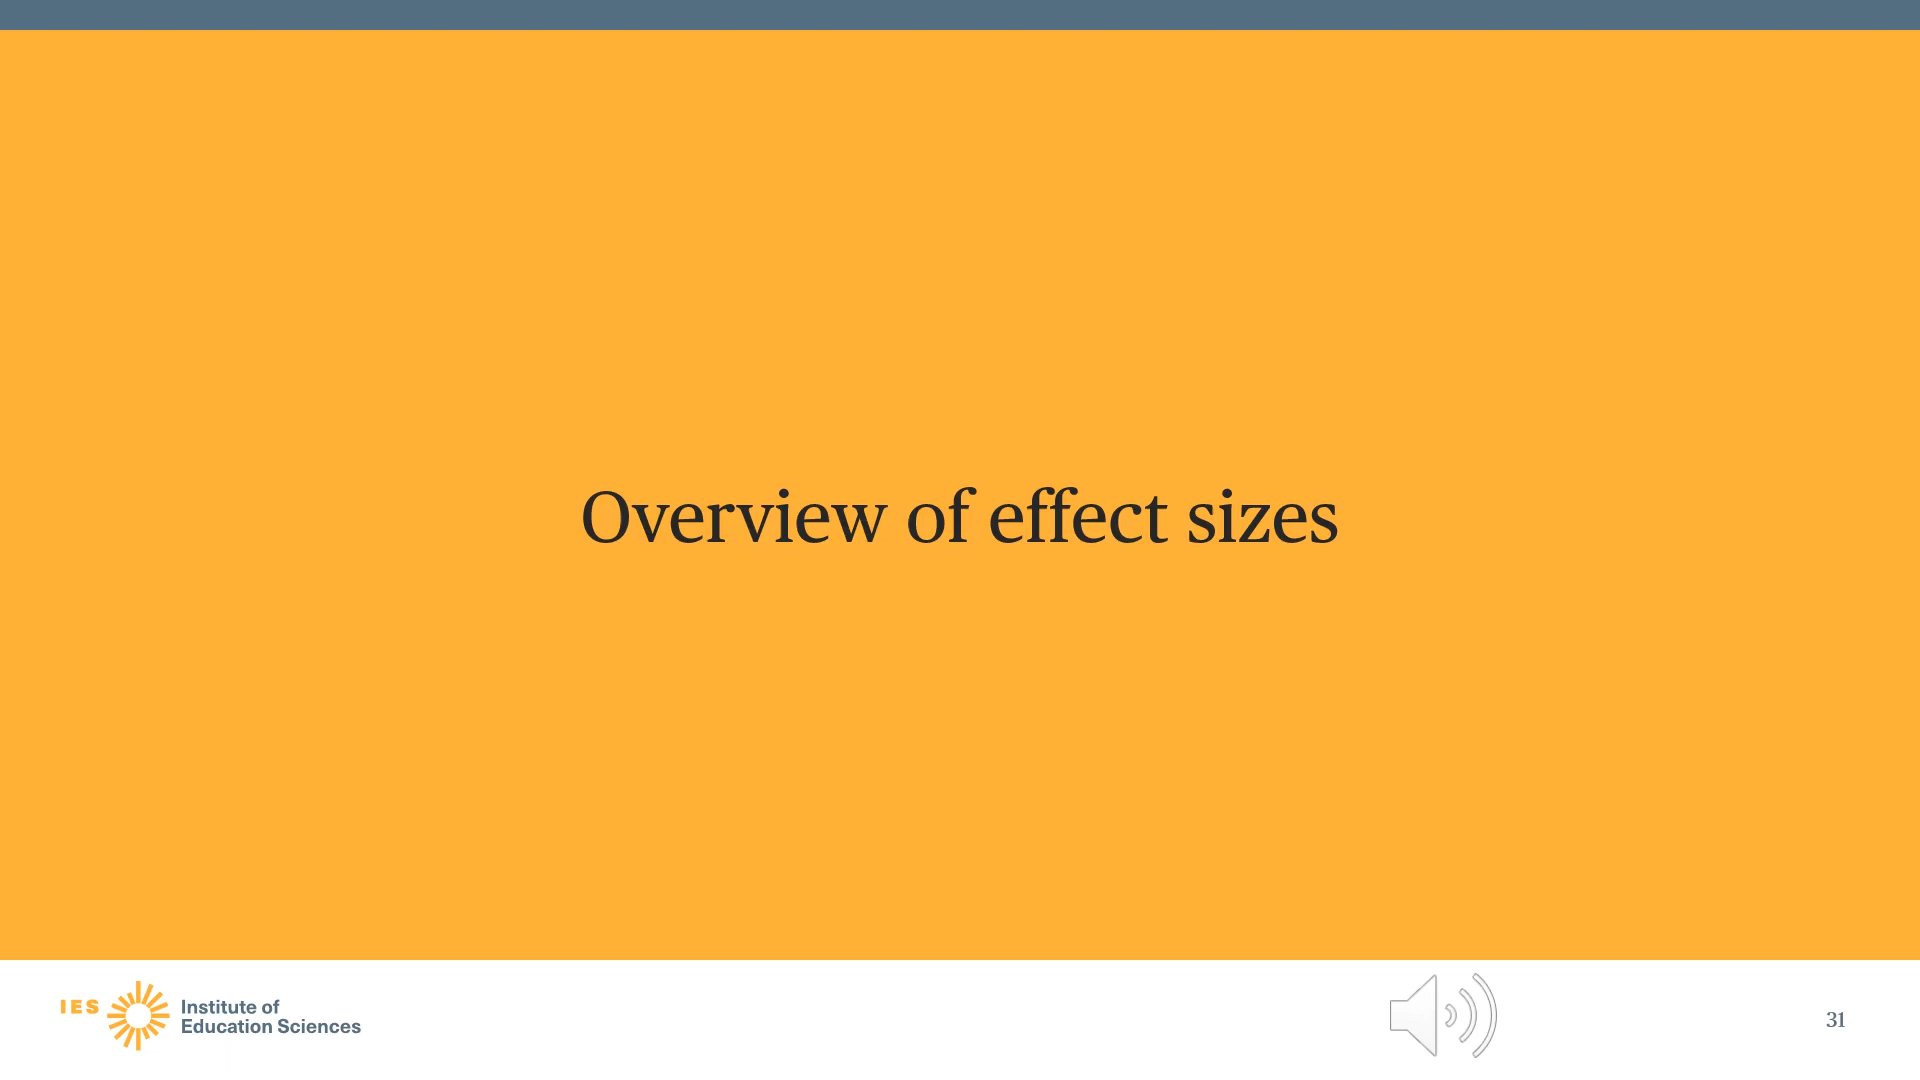 Overview of effect sizes
IES
Institute of
Education Sciences
31